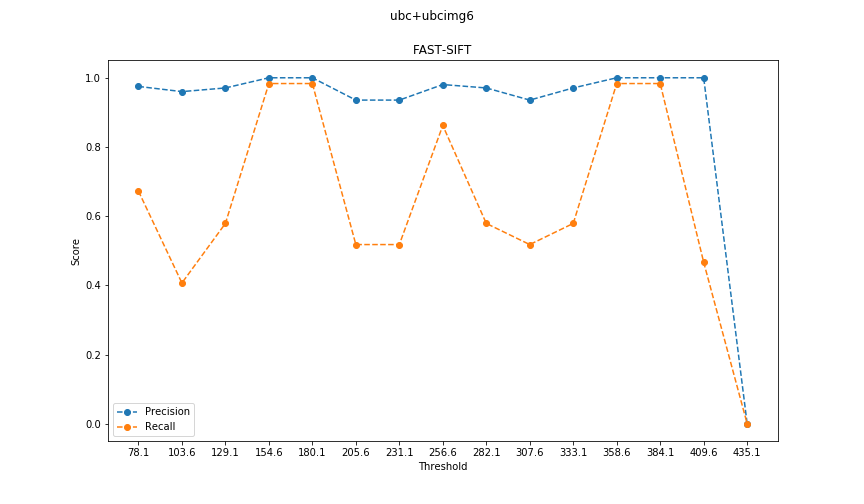 ubc+ubcimg6
FAST-SIFT
1.0
0.8
0.6
0.4
0.2
0.0
Score
Precision
Recall
78.1 103.6 129.1 154.6 180.1 205.6 231.1 256.6 282.1 307.6 333.1 358.6 384.1 409.6 435.1
Threshold